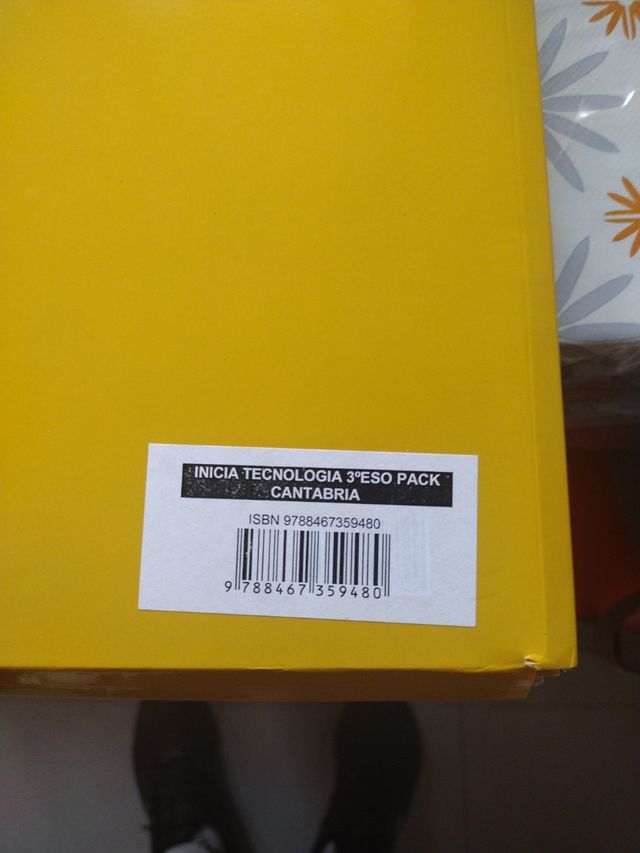 INICIA TECNOLOGIA 3ºESO PACK
CANTABRIA
ISBN 9788467359480
9 788467 359480